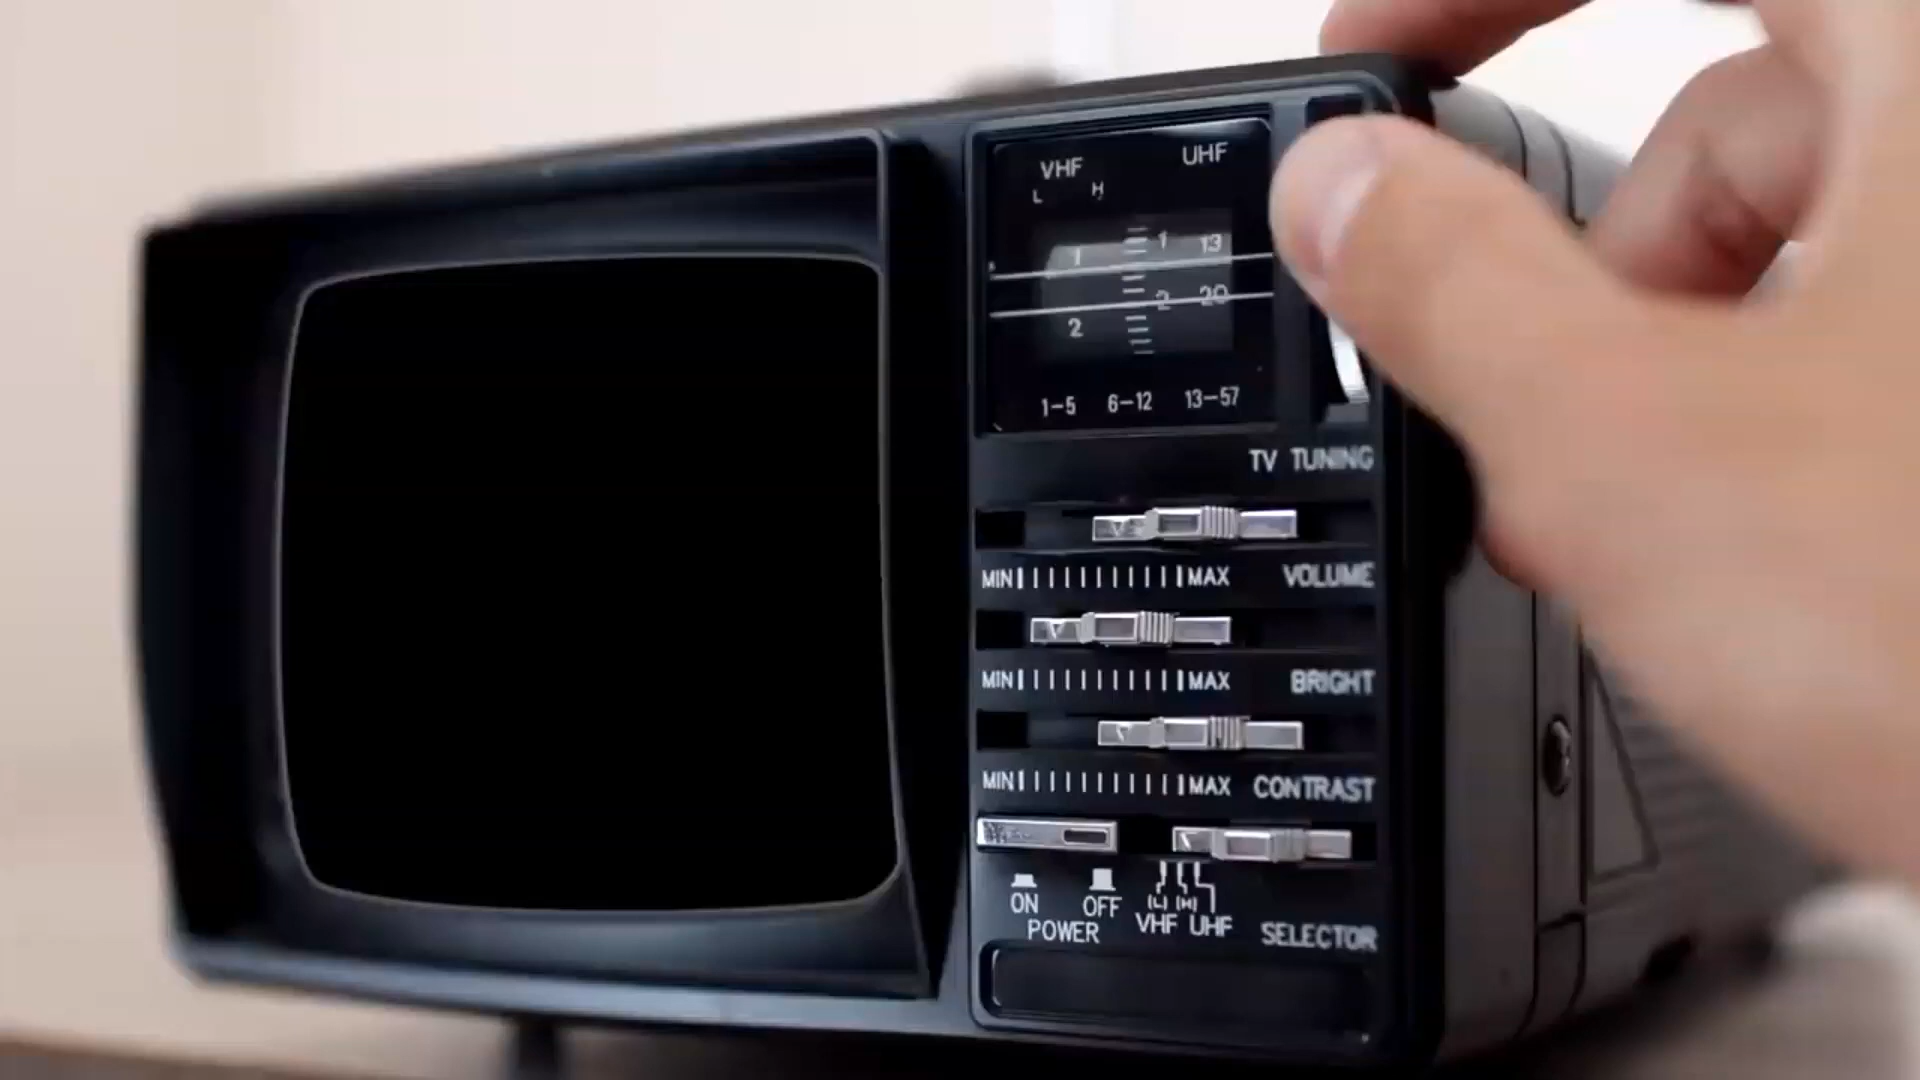 VHF UHF
L H
1 1 13
2 2 20
1-5 6-12 13-57
TV TUNING
MIN MAX VOLUME
MIN MAX BRIGHT
MIN MAX CONTRAST
ON OFF (L) (H)
POWER VHF UHF SELECTOR